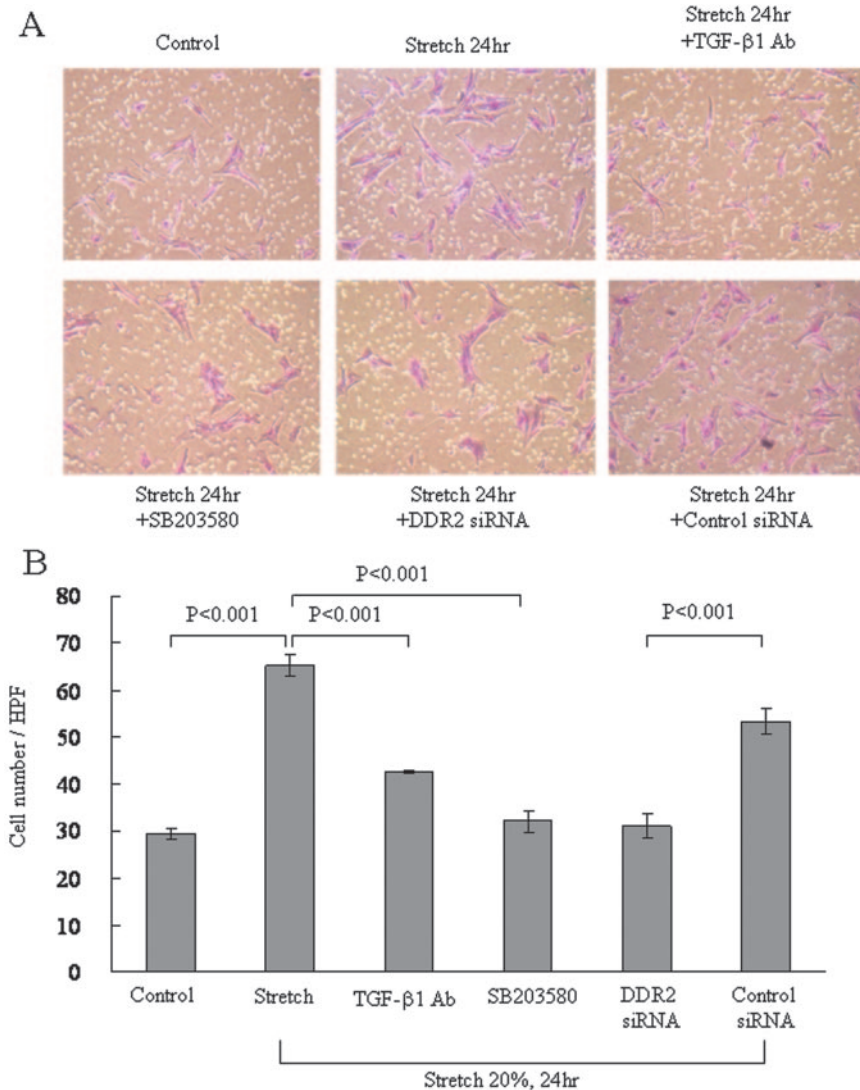 A
Control
Stretch 24hr
Stretch 24hr
+TGF-β1 Ab
Stretch 24hr
+SB203580
Stretch 24hr
+DDR2 siRNA
Stretch 24hr
+Control siRNA
B
P<0.001
P<0.001
P<0.001
P<0.001
Cell number / HPF
80
70
60
50
40
30
20
10
0
Control
Stretch
TGF-β1 Ab
SB203580
DDR2
siRNA
Control
siRNA
Stretch 20%, 24hr